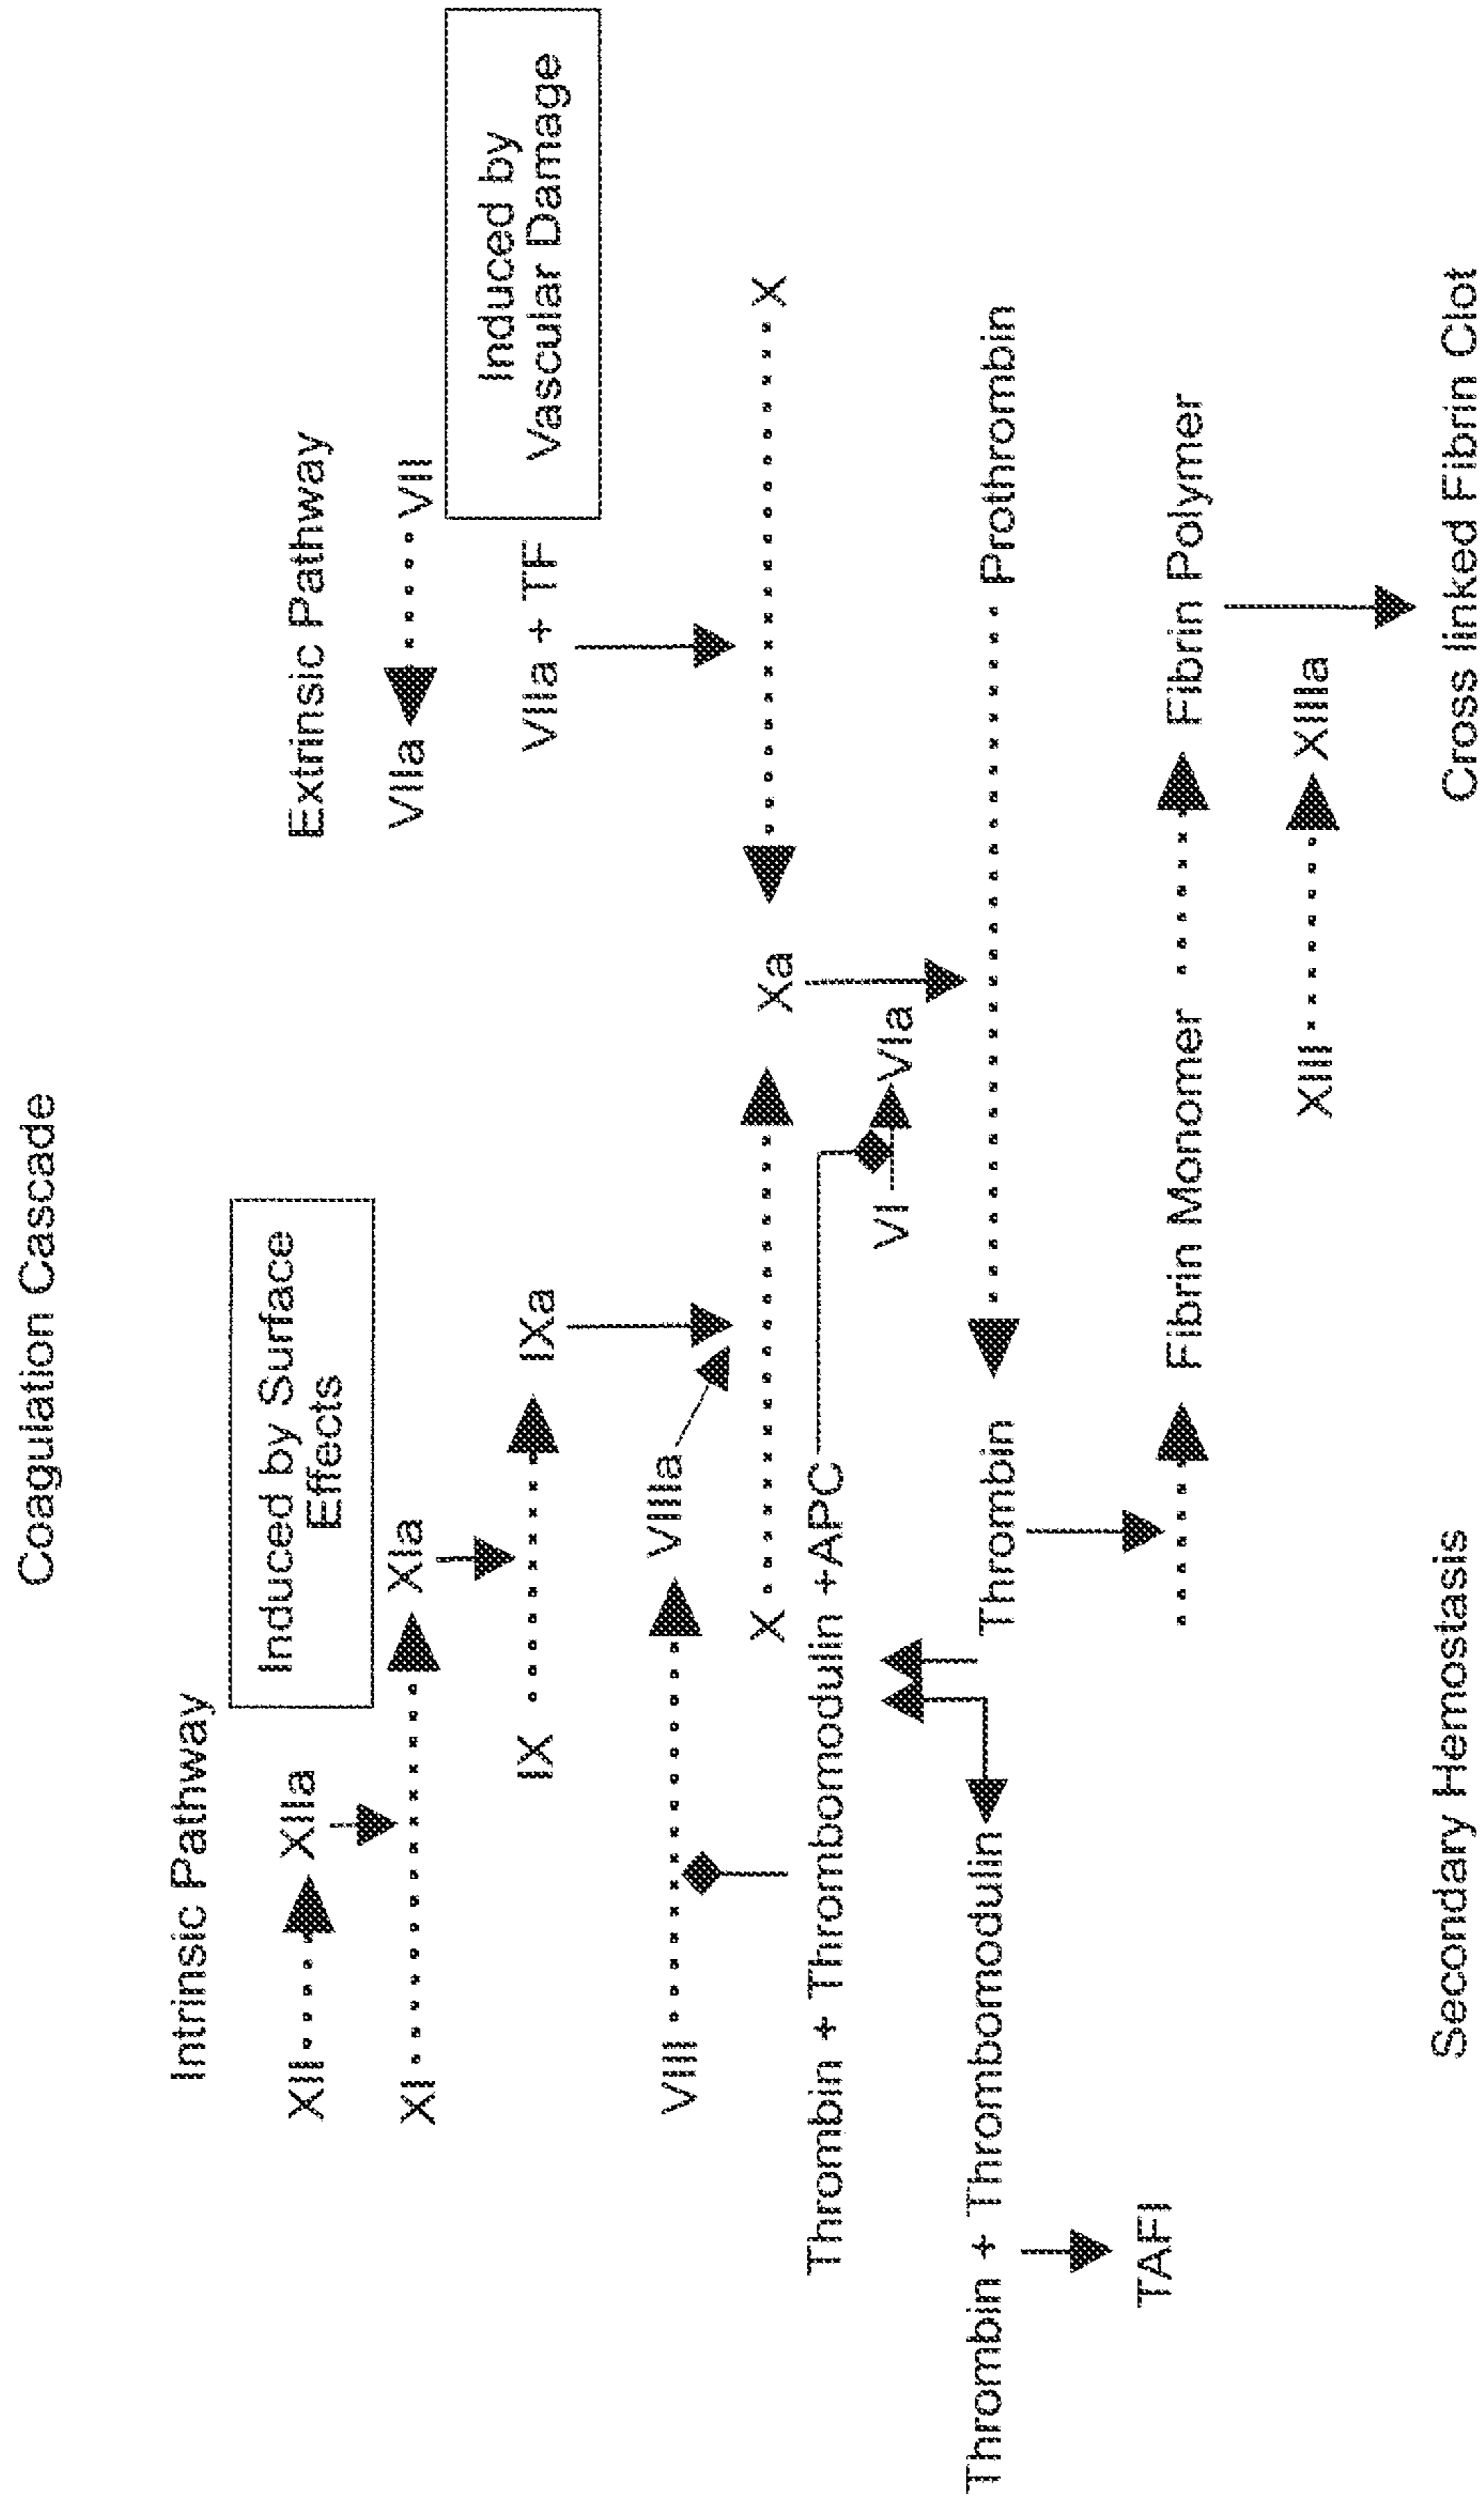 Coagulation Cascade
Intrinsic Pathway
Extrinsic Pathway
Induced by Surface
Effects
XII
XIIa
XI
XIa
VIIa
VII
Induced by
Vascular Damage
IX
IXa
VIIa + TF
VIII
VIIIa
X
Xa
X
Thrombin + Thrombomodulin +APC
VI
VIa
Thrombin + Thrombomodulin
Thrombin
Prothrombin
TAFI
Fibrin Monomer
Fibrin Polymer
XIII
XIIIa
Secondary Hemostasis
Cross linked Fibrin Clot